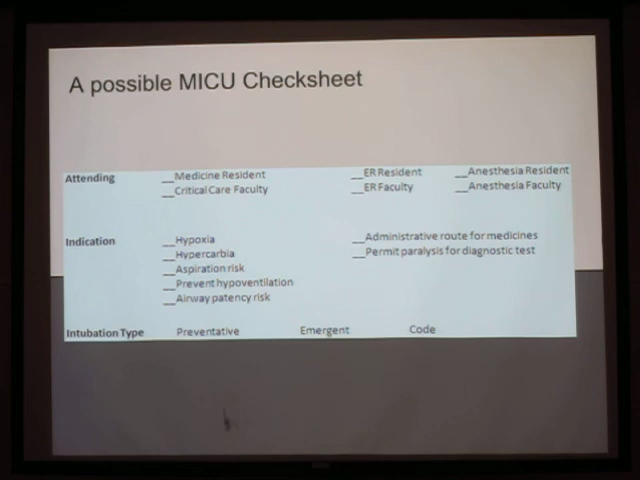 A possible MICU Checksheet
Attending __Medicine Resident __ER Resident __Anesthesia Resident
__Critical Care Faculty __ER Faculty __Anesthesia Faculty
Indication __Hypoxia __Administrative route for medicines
__Hypercarbia __Permit paralysis for diagnostic test
__Aspiration risk
__Prevent hypoventilation
__Airway patency risk
Intubation Type Preventative Emergent Code